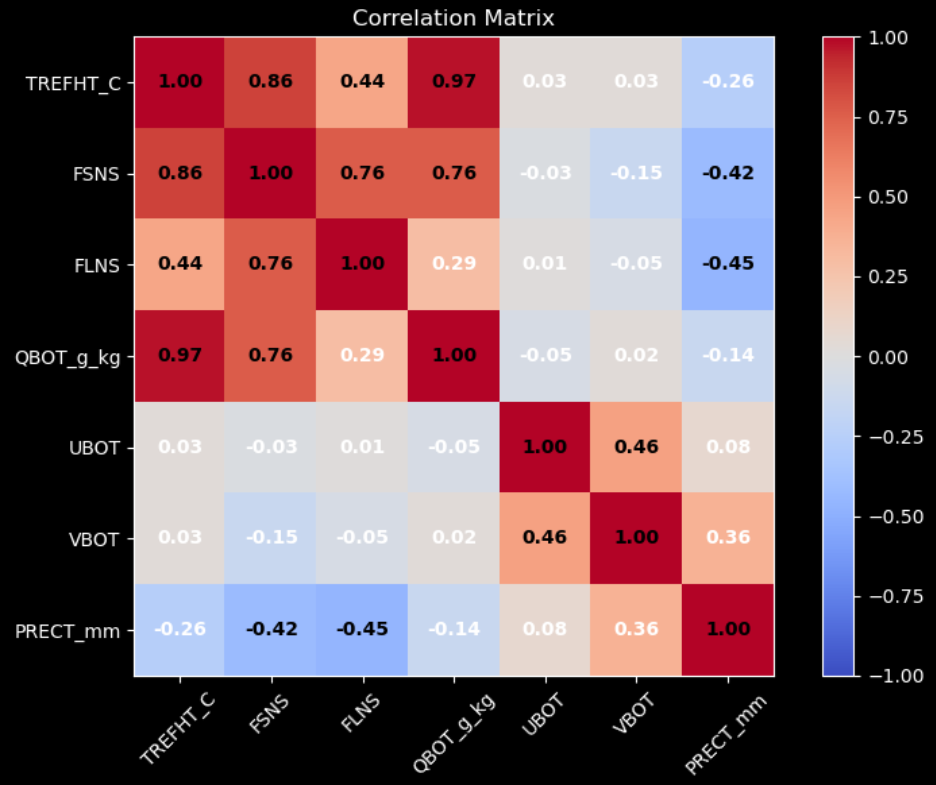 Correlation Matrix
TREFHT_C 1.00 0.86 0.44 0.97 0.03 0.03 -0.26
FSNS 0.86 1.00 0.76 0.76 -0.03 -0.15 -0.42
FLNS 0.44 0.76 1.00 0.29 0.01 -0.05 -0.45
QBOT_g_kg 0.97 0.76 0.29 1.00 -0.05 0.02 -0.14
UBOT 0.03 -0.03 0.01 -0.05 1.00 0.46 0.08
VBOT 0.03 -0.15 -0.05 0.02 0.46 1.00 0.36
PRECT_mm -0.26 -0.42 -0.45 -0.14 0.08 0.36 1.00
TREFHT_C FSNS FLNS QBOT_g_kg UBOT VBOT PRECT_mm
1.00
0.75
0.50
0.25
0.00
−0.25
−0.50
−0.75
−1.00